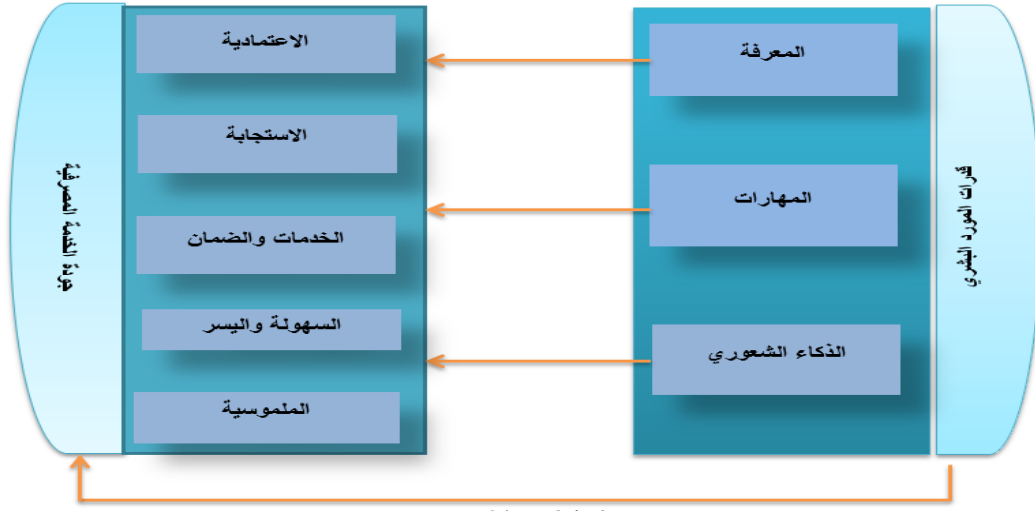 قدرات المورد البشري
المعرفة
المهارات
الذكاء الشعوري
الاعتمادية
الاستجابة
الخدمات والضمان
السهولة واليسر
الملموسية
جودة الخدمة المصرفية